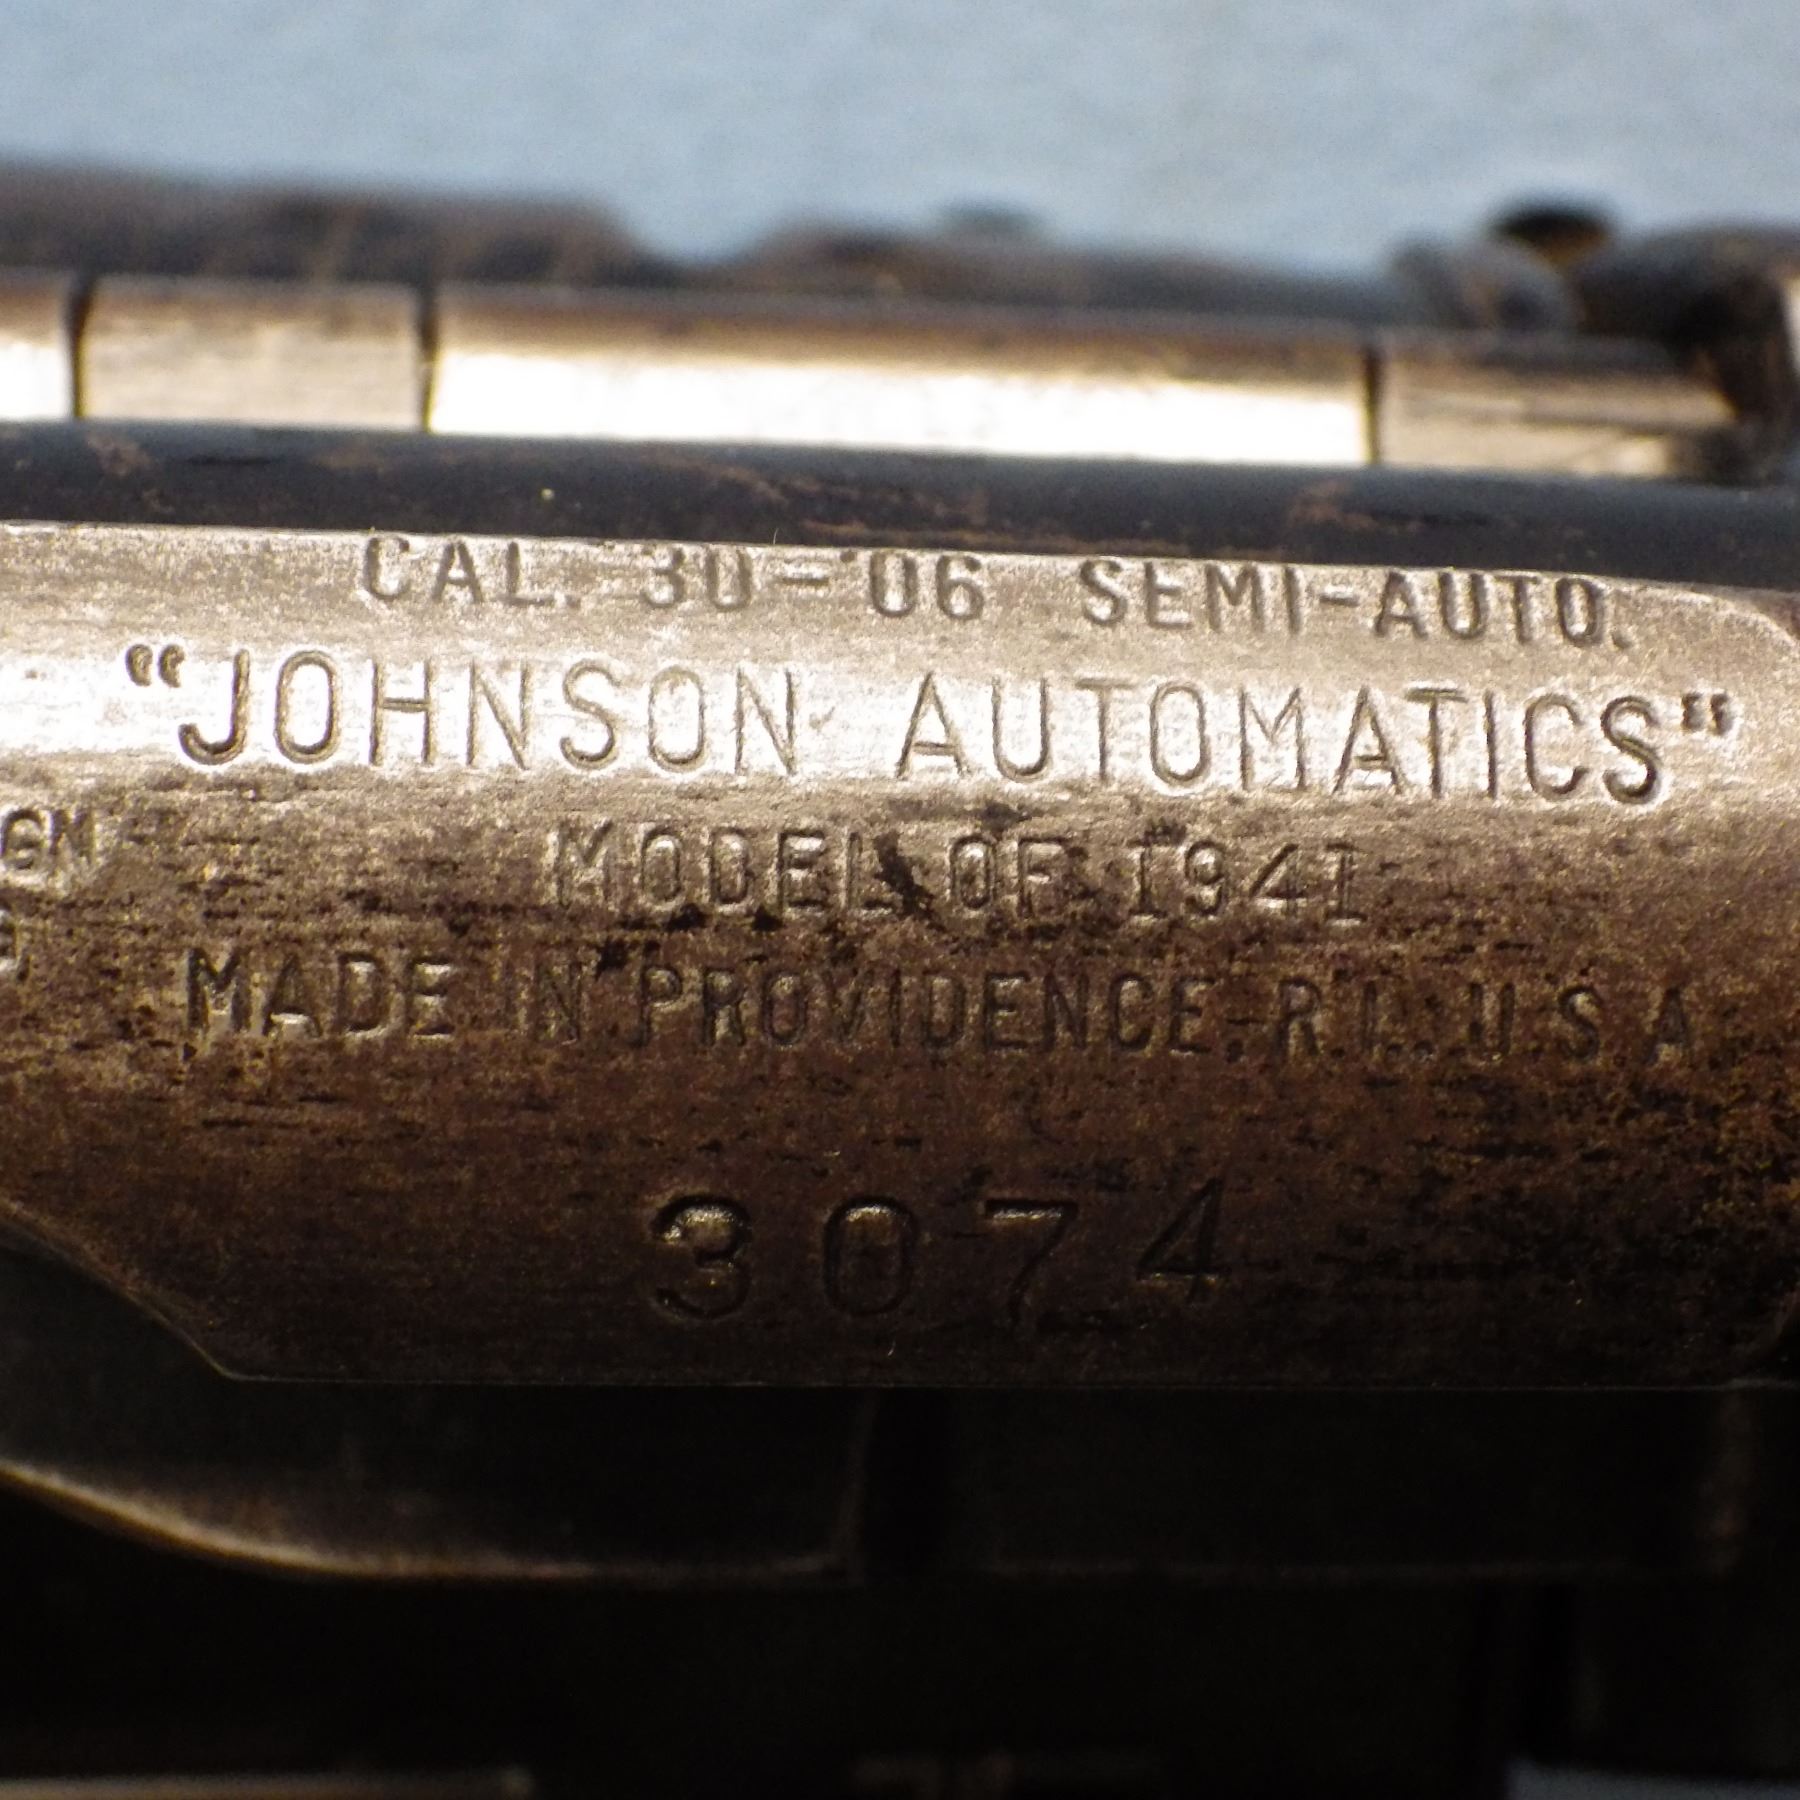 CAL. 30-'06 SEMI-AUTO.
"JOHNSON AUTOMATICS"
MODEL OF 1941
MADE IN PROVIDENCE, R.I., U.S.A
3074